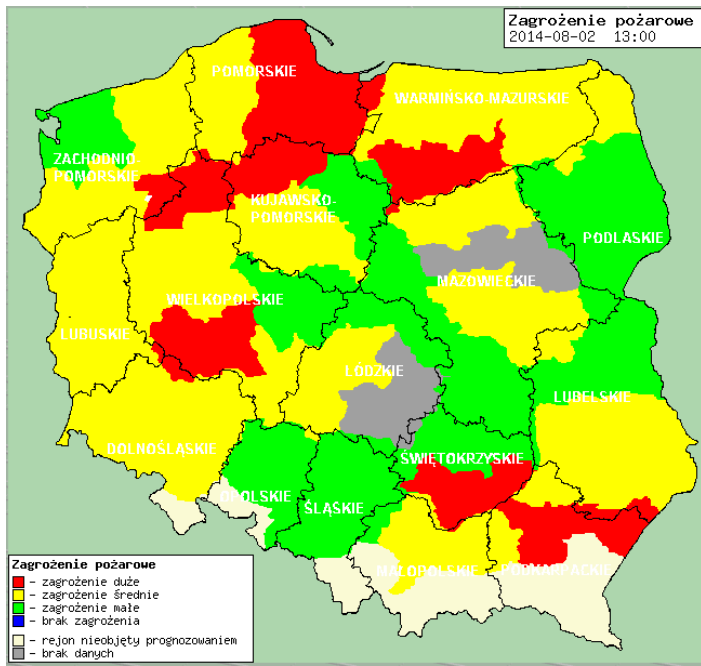 Zagrożenie pożarowe
2014-08-02 13:00
POMORSKIE
WARMIŃSKO-MAZURSKIE
ZACHODNIO-
POMORSKIE
KUJAWSKO-
POMORSKIE
PODLASKIE
MAZOWIECKIE
WIELKOPOLSKIE
LUBUSKIE
ŁÓDZKIE
LUBELSKIE
DOLNOŚLĄSKIE
ŚWIĘTOKRZYSKIE
OPOLSKIE
ŚLĄSKIE
MAŁOPOLSKIE
PODKARPACKIE
Zagrożenie pożarowe
- zagrożenie duże
- zagrożenie średnie
- zagrożenie małe
- brak zagrożenia
- rejon nieobjęty prognozowaniem
- brak danych